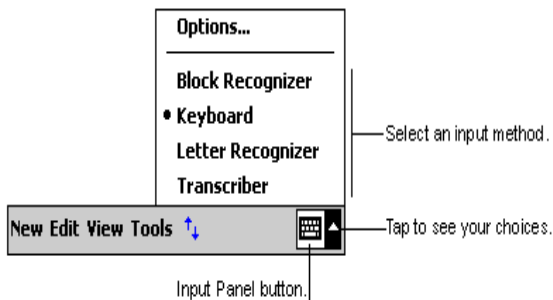 Options...
Block Recognizer
Keyboard
Letter Recognizer
Transcriber
Select an input method.
New Edit View Tools
Tap to see your choices.
Input Panel button.